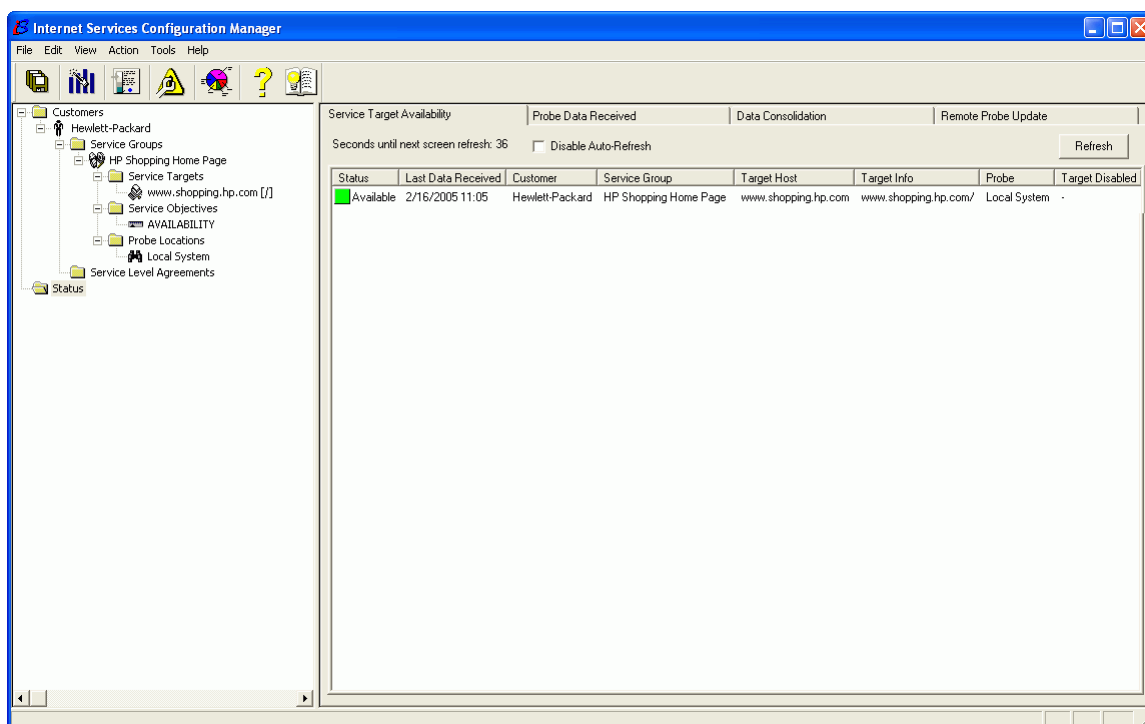 Internet Services Configuration Manager
File Edit View Action Tools Help
Customers
Hewlett-Packard
Service Groups
HP Shopping Home Page
Service Targets
www.shopping.hp.com [/]
Service Objectives
AVAILABILITY
Probe Locations
Local System
Service Level Agreements
Status
Service Target Availability Probe Data Received Data Consolidation Remote Probe Update
Seconds until next screen refresh: 36 Disable Auto-Refresh Refresh
Status Last Data Received Customer Service Group Target Host Target Info Probe Target Disabled
Available 2/16/2005 11:05 Hewlett-Packard HP Shopping Home Page www.shopping.hp.com www.shopping.hp.com/ Local System -